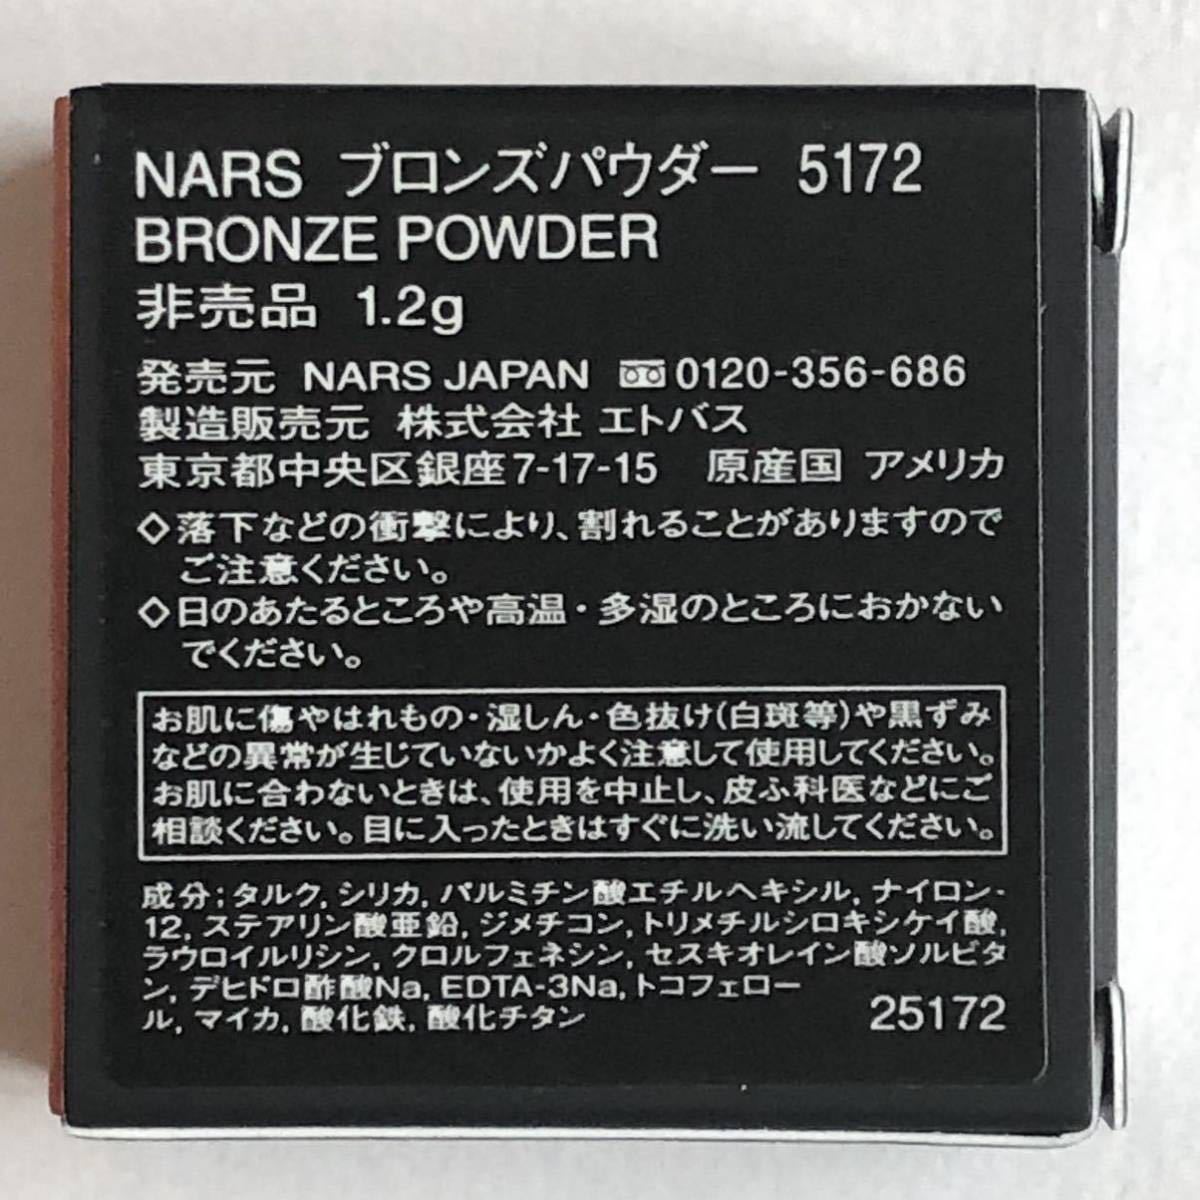 NARS ブロンズパウダー 5172
BRONZE POWDER
非売品 1.2g
発売元 NARS JAPAN 0120-356-686
製造販売元 株式会社 エトバス
東京都中央区銀座7-17-15 原産国 アメリカ
◇落下などの衝撃により、割れることがありますので
ご注意ください。
◇日のあたるところや高温・多湿のところにおかない
でください。
お肌に傷やはれもの・湿しん・色抜け(白斑等)や黒ずみ
などの異常が生じていないかよく注意して使用してください。
お肌に合わないときは、使用を中止し、皮ふ科医などにご
相談ください。目に入ったときはすぐに洗い流してください。
成分:タルク, シリカ, パルミチン酸エチルヘキシル, ナイロン-
12, ステアリン酸亜鉛, ジメチコン, トリメチルシロキシケイ酸,
ラウロイルリシン, クロルフェネシン, セスキオレイン酸ソルビタ
ン, デヒドロ酢酸Na, EDTA-3Na, トコフェロー
ル, マイカ, 酸化鉄, 酸化チタン
25172